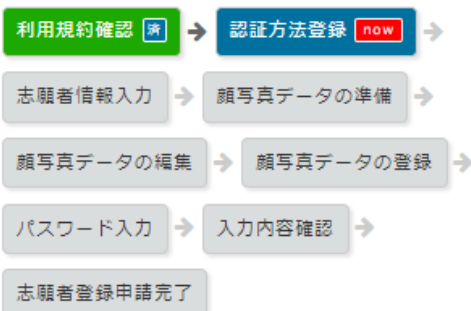 利用規約確認 済 → 認証方法登録 now →
志願者情報入力 → 顔写真データの準備 →
顔写真データの編集 → 顔写真データの登録 →
パスワード入力 → 入力内容確認 →
志願者登録申請完了